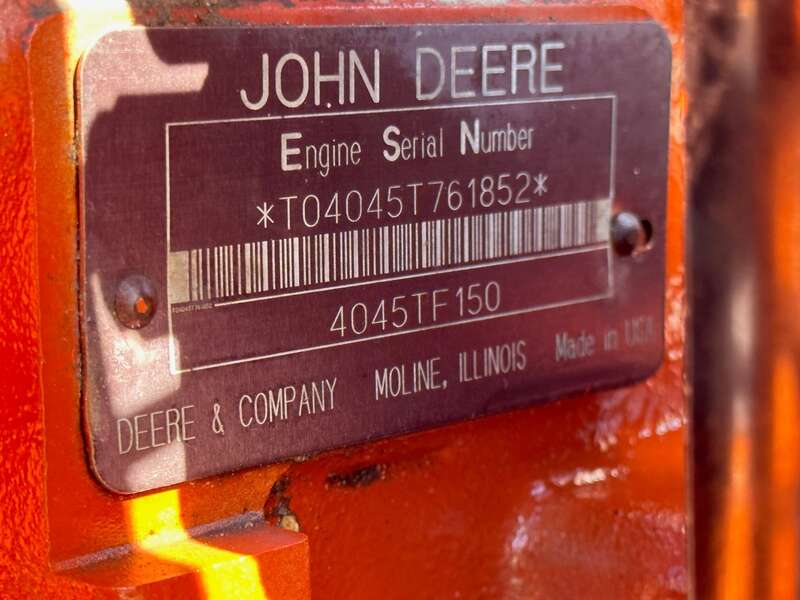 JOHN DEERE
Engine Serial Number
*T04045T761852*
4045TF150
DEERE & COMPANY MOLINE, ILLINOIS Made in USA